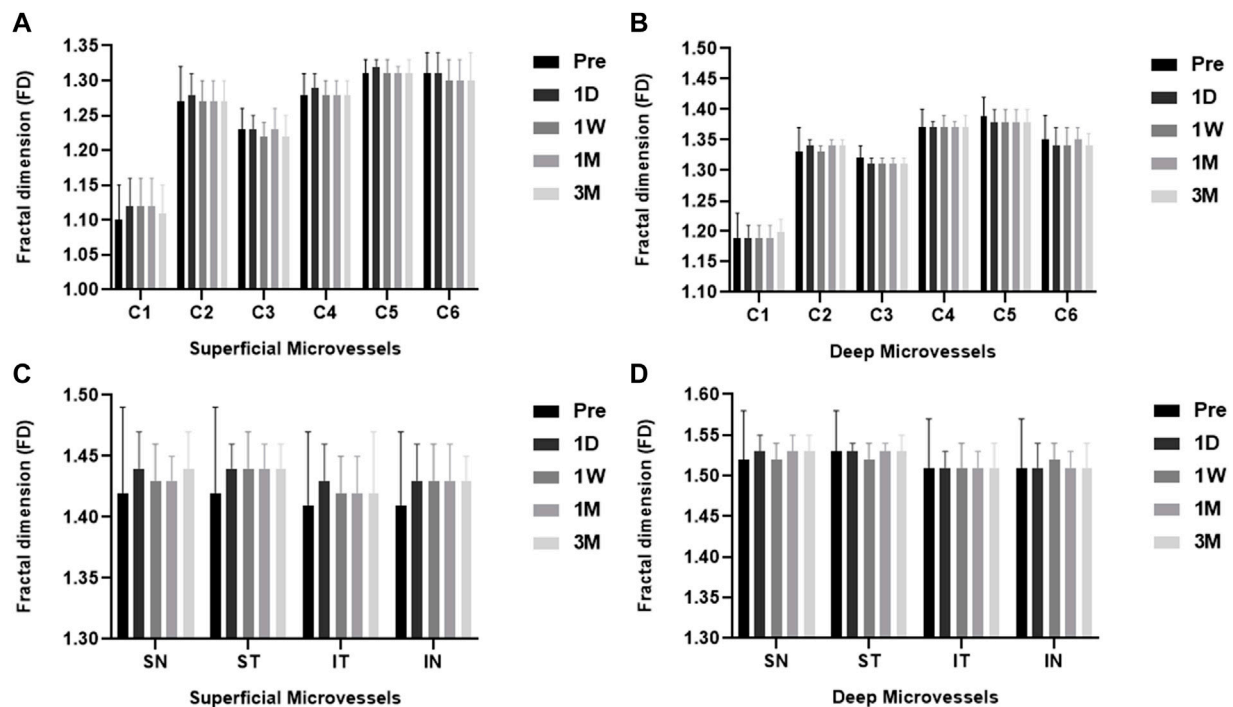 A
Fractal dimension (FD)
1.35
1.30
1.25
1.20
1.15
1.10
1.05
1.00
C1 C2 C3 C4 C5 C6
Superficial Microvessels
Pre
1D
1W
1M
3M
B
Fractal dimension (FD)
1.50
1.45
1.40
1.35
1.30
1.25
1.20
1.15
1.10
C1 C2 C3 C4 C5 C6
Deep Microvessels
Pre
1D
1W
1M
3M
C
Fractal dimension (FD)
1.50
1.45
1.40
1.35
1.30
SN ST IT IN
Superficial Microvessels
Pre
1D
1W
1M
3M
D
Fractal dimension (FD)
1.60
1.55
1.50
1.45
1.40
1.35
1.30
SN ST IT IN
Deep Microvessels
Pre
1D
1W
1M
3M